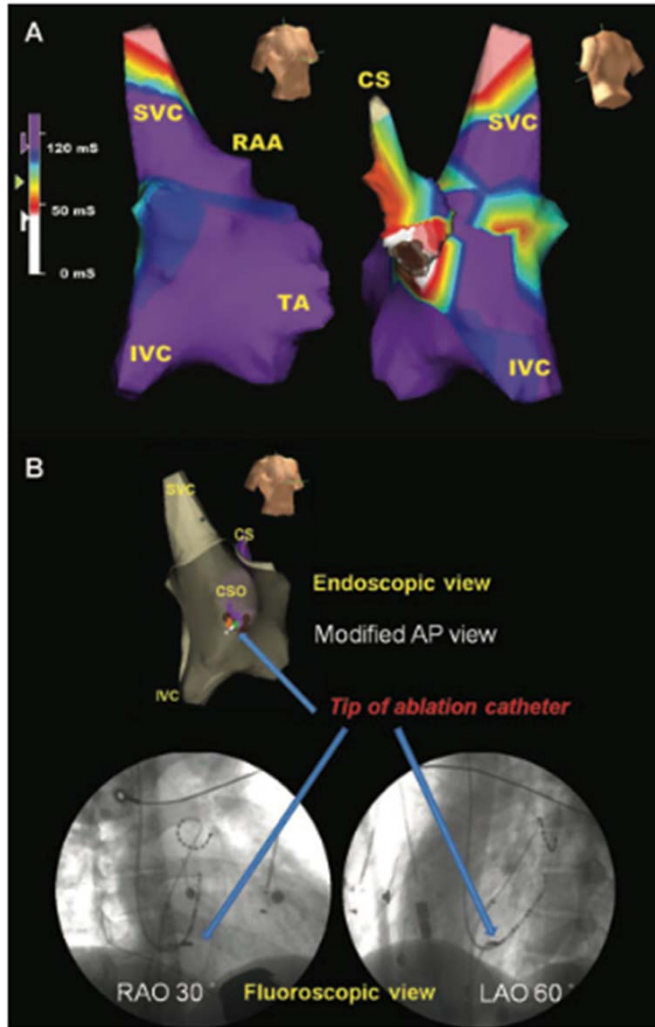 A
SVC
RAA
120 mS
50 mS
0 mS
TA
IVC
CS
SVC
IVC
B
SVC
CS
CSO
IVC
Endoscopic view
Modified AP view
Tip of ablation catheter
RAO 30 °
Fluoroscopic view
LAO 60 °